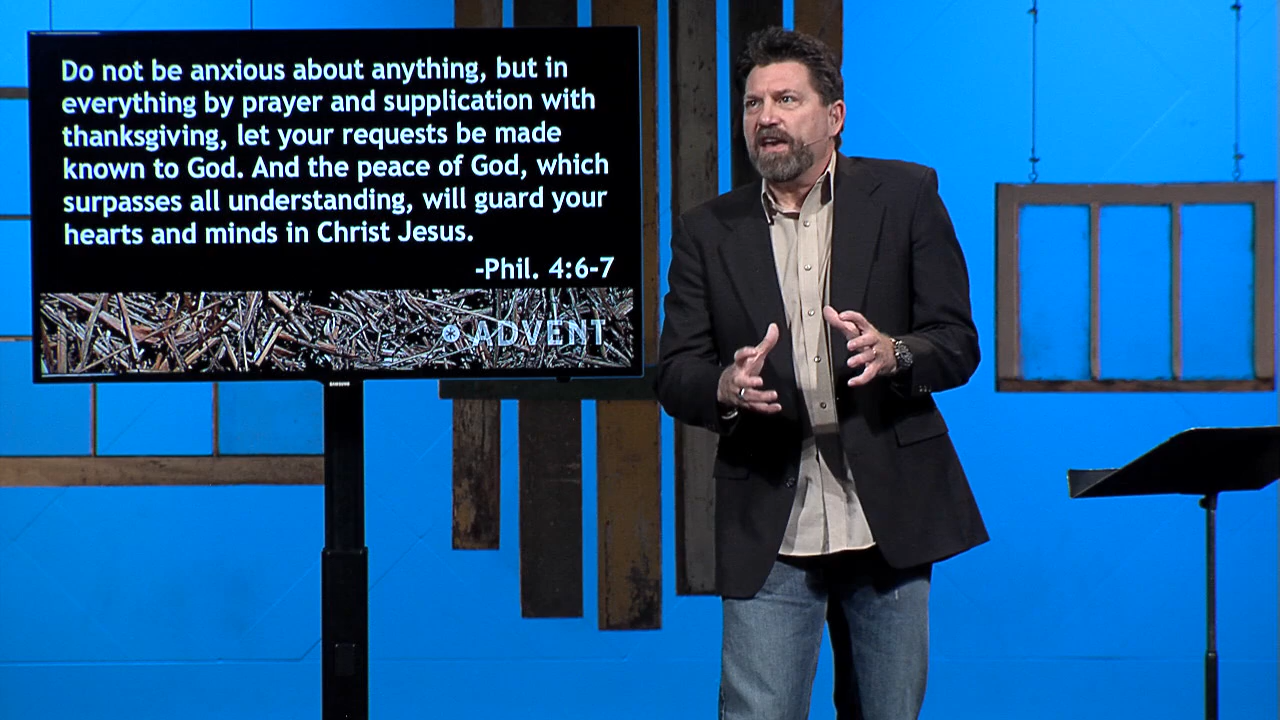 Do not be anxious about anything, but in
everything by prayer and supplication with
thanksgiving, let your requests be made
known to God. And the peace of God, which
surpasses all understanding, will guard your
hearts and minds in Christ Jesus.
-Phil. 4:6-7
ADVENT
SAMSUNG